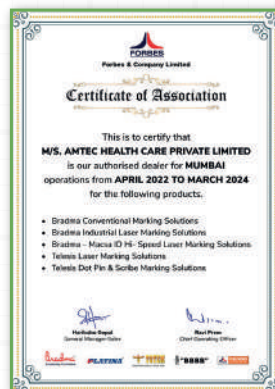 FORBES
Forbes & Company Limited
Certificate of Association
This is to certify that
M/S. AMTEC HEALTH CARE PRIVATE LIMITED
is our authorised dealer for MUMBAI
operations from APRIL 2022 TO MARCH 2024
for the following products.
• Bradma Conventional Marking Solutions
• Bradma Industrial Laser Marking Solutions
• Bradma – Macsa ID Hi- Speed Laser Marking Solutions
• Telesis Laser Marking Solutions
• Telesis Dot Pin & Scribe Marking Solutions
General Manager-Sales
Ravi Prem
Chief Operating Officer
Bradma
PLATINA
TOTEM